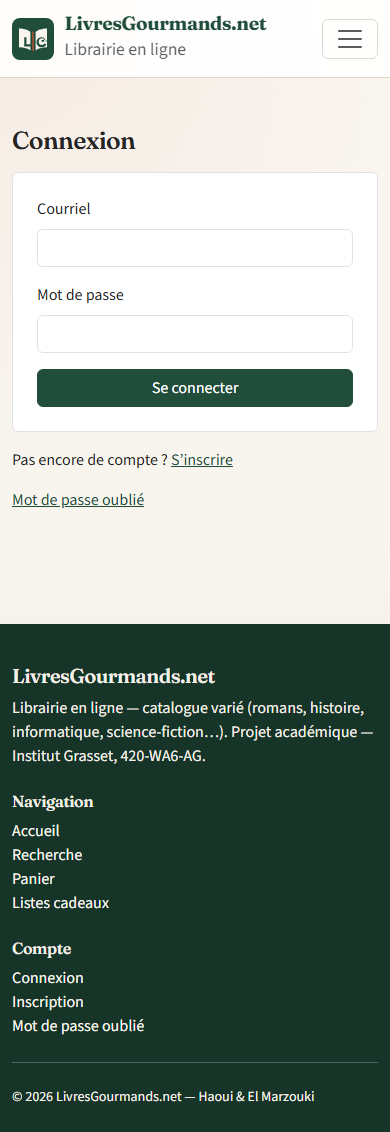 LG
LivresGourmands.net
Librairie en ligne
Connexion
Courriel
Mot de passe
Se connecter
Pas encore de compte ? S’inscrire
Mot de passe oublié
LivresGourmands.net
Librairie en ligne — catalogue varié (romans, histoire,
informatique, science-fiction…). Projet académique —
Institut Grasset, 420-WA6-AG.
Navigation
Accueil
Recherche
Panier
Listes cadeaux
Compte
Connexion
Inscription
Mot de passe oublié
© 2026 LivresGourmands.net — Haoui & El Marzouki